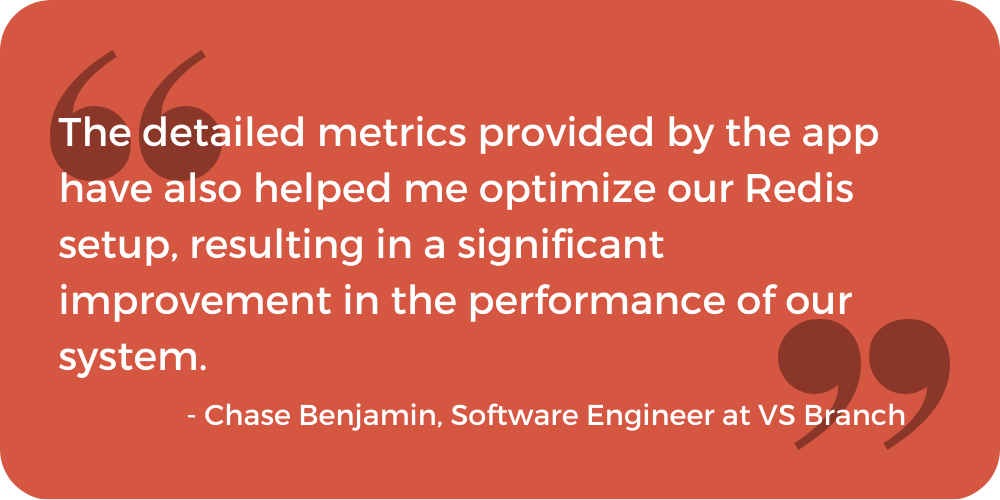 The detailed metrics provided by the app
have also helped me optimize our Redis
setup, resulting in a significant
improvement in the performance of our
system.
- Chase Benjamin, Software Engineer at VS Branch